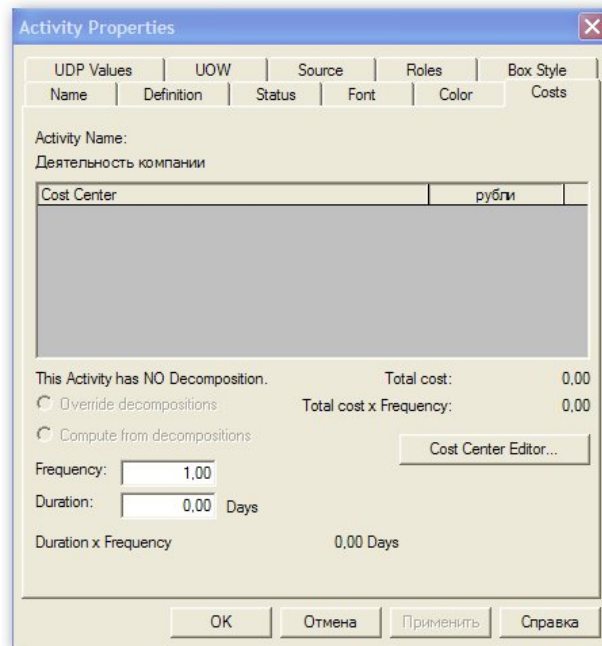 Activity Properties
UDP Values UOW Source Roles Box Style
Name Definition Status Font Color Costs
Activity Name:
Деятельность компании
Cost Center рубли
This Activity has NO Decomposition. Total cost: 0,00
Override decompositions Total cost x Frequency: 0,00
Compute from decompositions
Cost Center Editor...
Frequency: 1,00
Duration: 0,00 Days
Duration x Frequency 0,00 Days
OK Отмена Применить Справка